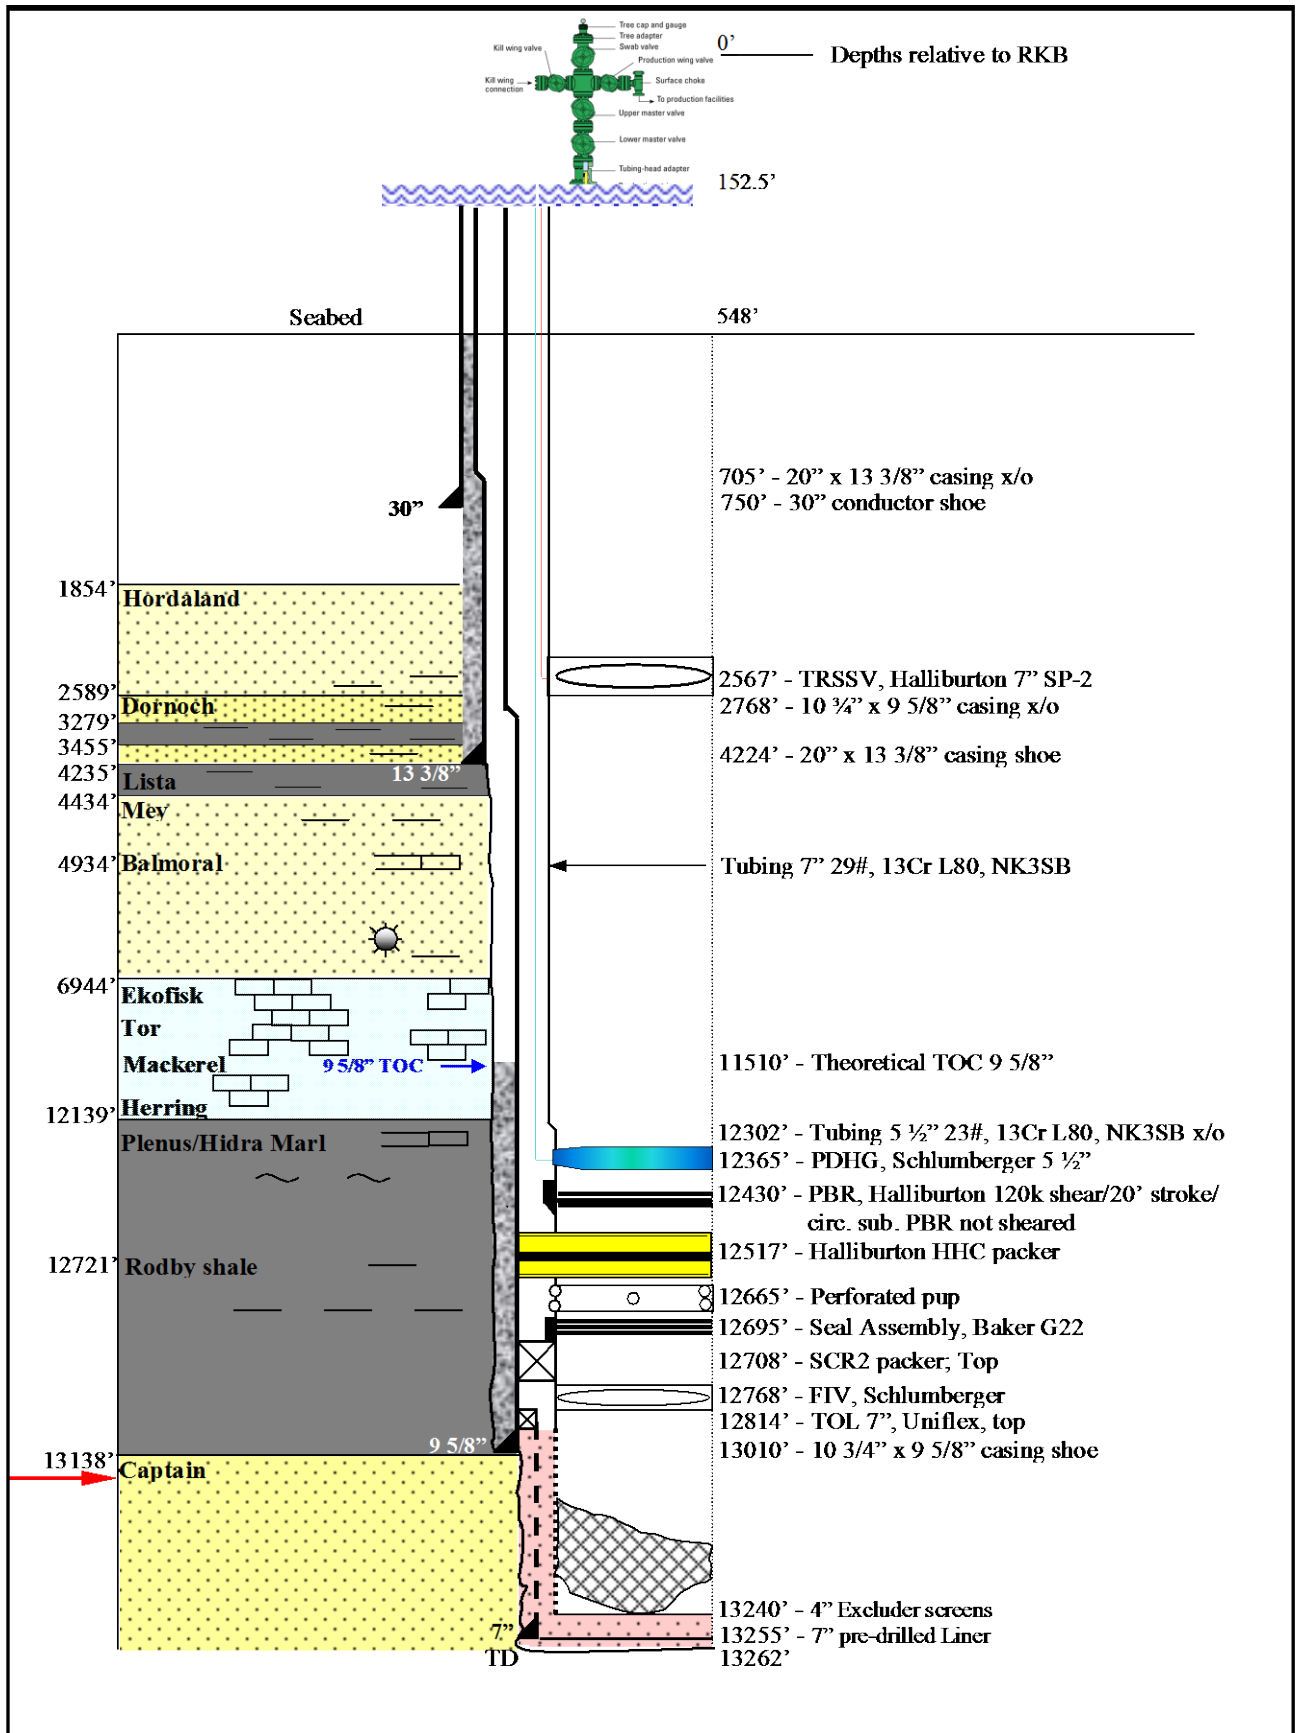 Tree cap and gauge
Tree adapter
Swab valve
Kill wing valve
Production wing valve
Kill wing
connection
Surface choke
To production facilities
Upper master valve
Lower master valve
Tubing-head adapter
0’
Depths relative to RKB
152.5’
Seabed
548’
705’ - 20” x 13 3/8” casing x/o
750’ - 30” conductor shoe
30”
1854’
Hordaland
2567’ - TRSSV, Halliburton 7” SP-2
2589’
Dornoch
2768’ - 10 ¾” x 9 5/8” casing x/o
3279’
3455’
4224’ - 20” x 13 3/8” casing shoe
4235’
13 3/8”
Lista
4434’
Mey
4934’
Balmoral
Tubing 7” 29#, 13Cr L80, NK3SB
6944’
Ekofisk
Tor
Mackerel
9 5/8” TOC
11510’ - Theoretical TOC 9 5/8”
Herring
12139’
Plenus/Hidra Marl
12302’ - Tubing 5 ½” 23#, 13Cr L80, NK3SB x/o
12365’ - PDHG, Schlumberger 5 ½”
12430’ - PBR, Halliburton 120k shear/20’ stroke/
circ. sub. PBR not sheared
12517’ - Halliburton HHC packer
12721’
Rodby shale
12665’ - Perforated pup
12695’ - Seal Assembly, Baker G22
12708’ - SCR2 packer; Top
12768’ - FIV, Schlumberger
12814’ - TOL 7”, Uniflex, top
9 5/8”
13010’ - 10 3/4” x 9 5/8” casing shoe
13138’
Captain
13240’ - 4” Excluder screens
7”
13255’ - 7” pre-drilled Liner
TD
13262’